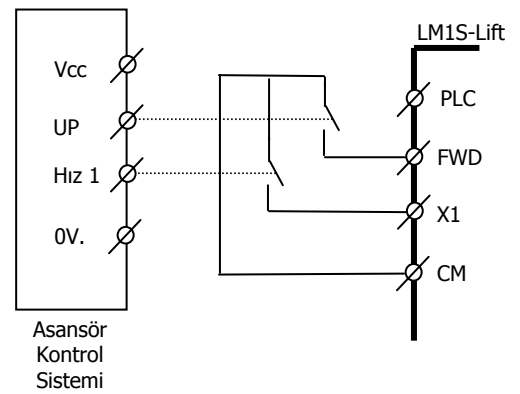 LM1S-Lift
Vcc
UP
Hız 1
0V.
PLC
FWD
X1
CM
Asansör
Kontrol
Sistemi